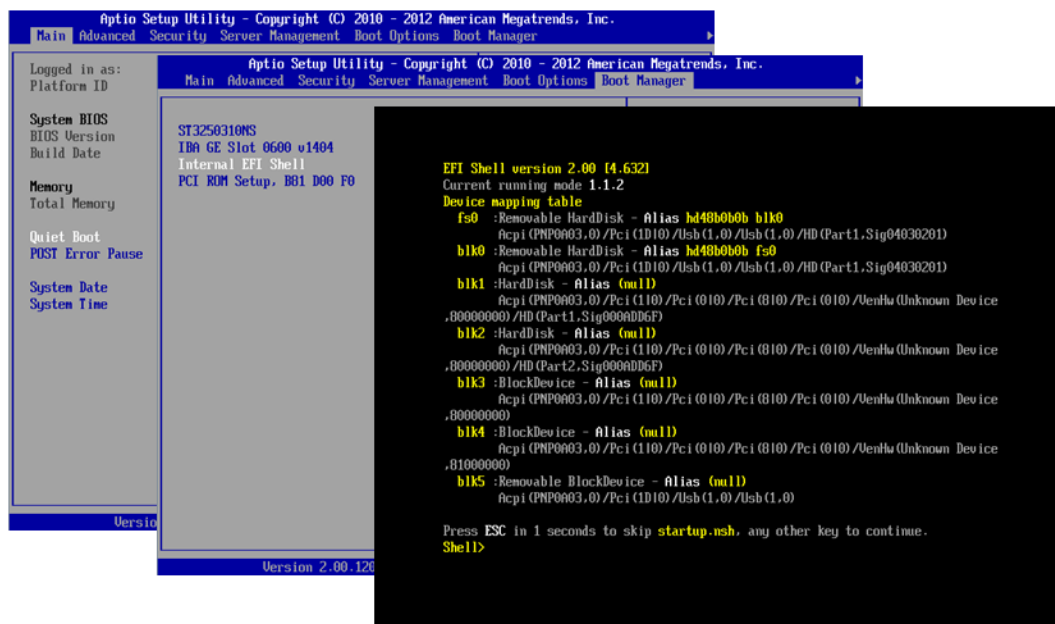 Aptio Setup Utility - Copyright (C) 2010 - 2012 American Megatrends, Inc.
Main Advanced Security Server Management Boot Options Boot Manager
Logged in as:
Platform ID
System BIOS
BIOS Version
Build Date
Memory
Total Memory
Quiet Boot
POST Error Pause
System Date
System Time
Versio
Aptio Setup Utility - Copyright (C) 2010 - 2012 American Megatrends, Inc.
Main Advanced Security Server Management Boot Options Boot Manager
ST3250310NS
IBA GE Slot 0600 v1404
Internal EFI Shell
PCI ROM Setup, B81 D00 F0
Version 2.00.120
EFI Shell version 2.00 [4.632]
Current running mode 1.1.2
Device mapping table
fs0 :Removable HardDisk - Alias hd48b0b0b blk0
Acpi(PNP0A03,0)/Pci(1D|0)/Usb(1,0)/Usb(1,0)/HD(Part1,Sig04030201)
blk0 :Removable HardDisk - Alias hd48b0b0b fs0
Acpi(PNP0A03,0)/Pci(1D|0)/Usb(1,0)/Usb(1,0)/HD(Part1,Sig04030201)
blk1 :HardDisk - Alias (null)
Acpi(PNP0A03,0)/Pci(1|0)/Pci(0|0)/Pci(8|0)/Pci(0|0)/VenHw(Unknown Device
,80000000)/HD(Part1,Sig000ADD6F)
blk2 :HardDisk - Alias (null)
Acpi(PNP0A03,0)/Pci(1|0)/Pci(0|0)/Pci(8|0)/Pci(0|0)/VenHw(Unknown Device
,80000000)/HD(Part2,Sig000ADD6F)
blk3 :BlockDevice - Alias (null)
Acpi(PNP0A03,0)/Pci(1|0)/Pci(0|0)/Pci(8|0)/Pci(0|0)/VenHw(Unknown Device
,80000000)
blk4 :BlockDevice - Alias (null)
Acpi(PNP0A03,0)/Pci(1|0)/Pci(0|0)/Pci(8|0)/Pci(0|0)/VenHw(Unknown Device
,81000000)
blk5 :Removable BlockDevice - Alias (null)
Acpi(PNP0A03,0)/Pci(1D|0)/Usb(1,0)/Usb(1,0)
Press ESC in 1 seconds to skip startup.nsh, any other key to continue.
Shell>